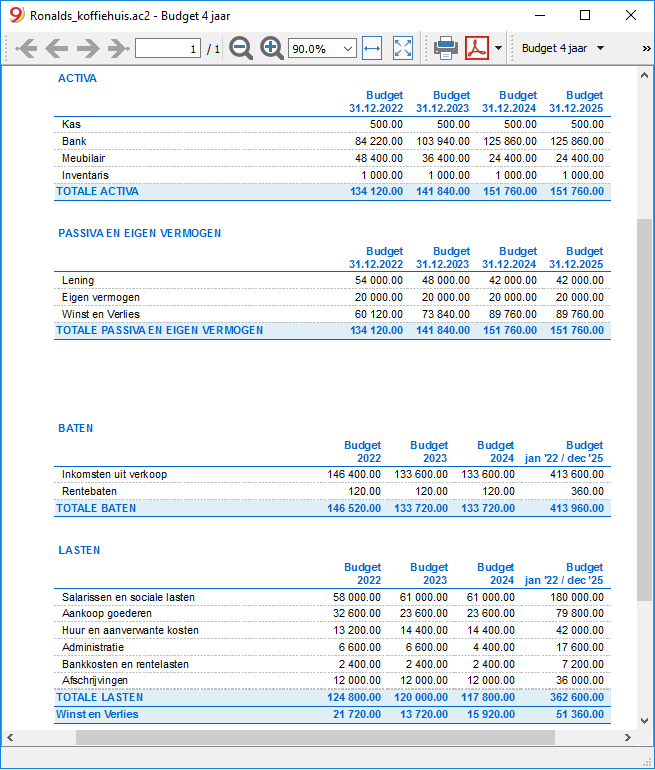 Ronalds_koffiehuis.ac2 - Budget 4 jaar
1 / 1 90.0% Budget 4 jaar »
ACTIVA
Budget Budget Budget Budget
31.12.2022 31.12.2023 31.12.2024 31.12.2025
Kas 500.00 500.00 500.00 500.00
Bank 84 220.00 103 940.00 125 860.00 125 860.00
Meubilair 48 400.00 36 400.00 24 400.00 24 400.00
Inventaris 1 000.00 1 000.00 1 000.00 1 000.00
TOTALE ACTIVA 134 120.00 141 840.00 151 760.00 151 760.00
PASSIVA EN EIGEN VERMOGEN
Budget Budget Budget Budget
31.12.2022 31.12.2023 31.12.2024 31.12.2025
Lening 54 000.00 48 000.00 42 000.00 42 000.00
Eigen vermogen 20 000.00 20 000.00 20 000.00 20 000.00
Winst en Verlies 60 120.00 73 840.00 89 760.00 89 760.00
TOTALE PASSIVA EN EIGEN VERMOGEN 134 120.00 141 840.00 151 760.00 151 760.00
BATEN
Budget Budget Budget Budget
2022 2023 2024 jan '22 / dec '25
Inkomsten uit verkoop 146 400.00 133 600.00 133 600.00 413 600.00
Rentebaten 120.00 120.00 120.00 360.00
TOTALE BATEN 146 520.00 133 720.00 133 720.00 413 960.00
LASTEN
Budget Budget Budget Budget
2022 2023 2024 jan '22 / dec '25
Salarissen en sociale lasten 58 000.00 61 000.00 61 000.00 180 000.00
Aankoop goederen 32 600.00 23 600.00 23 600.00 79 800.00
Huur en aanverwante kosten 13 200.00 14 400.00 14 400.00 42 000.00
Administratie 6 600.00 6 600.00 4 400.00 17 600.00
Bankkosten en rentelasten 2 400.00 2 400.00 2 400.00 7 200.00
Afschrijvingen 12 000.00 12 000.00 12 000.00 36 000.00
TOTALE LASTEN 124 800.00 120 000.00 117 800.00 362 600.00
Winst en Verlies 21 720.00 13 720.00 15 920.00 51 360.00